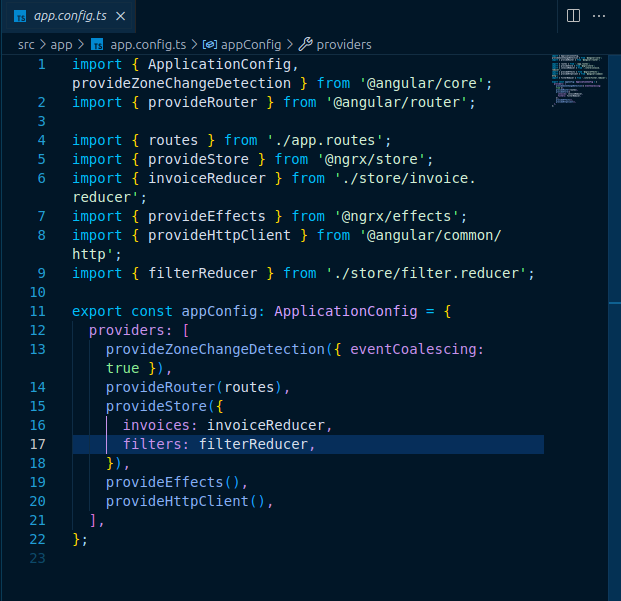 TS app.config.ts ✕ ⋯
src > app > TS app.config.ts > appConfig > providers
1 import { ApplicationConfig,
provideZoneChangeDetection } from '@angular/core';
2 import { provideRouter } from '@angular/router';
3
4 import { routes } from './app.routes';
5 import { provideStore } from '@ngrx/store';
6 import { invoiceReducer } from './store/invoice.
reducer';
7 import { provideEffects } from '@ngrx/effects';
8 import { provideHttpClient } from '@angular/common/
http';
9 import { filterReducer } from './store/filter.reducer';
10
11 export const appConfig: ApplicationConfig = {
12   providers: [
13     provideZoneChangeDetection({ eventCoalescing:
    true }),
14     provideRouter(routes),
15     provideStore({
16       invoices: invoiceReducer,
17       filters: filterReducer,
18     }),
19     provideEffects(),
20     provideHttpClient(),
21   ],
22 };
23